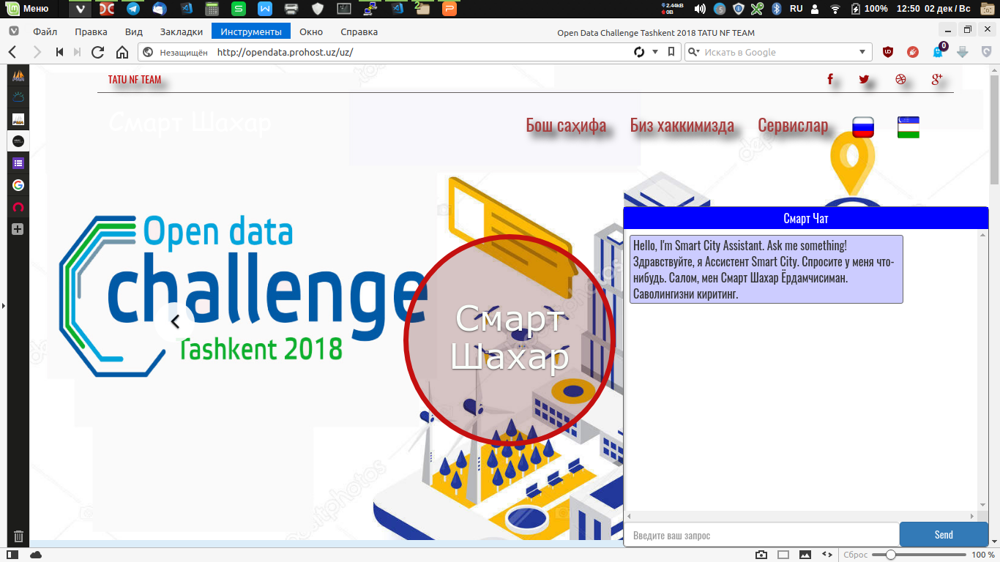 Меню
2.44kB
0B
RU
100%
12:50
02 дек / Вс
Файл
Правка
Вид
Закладки
Инструменты
Окно
Справка
Open Data Challenge Tashkent 2018 TATU NF TEAM
Незащищён
http://opendata.prohost.uz/uz/
Искать в Google
0
TATU NF TEAM
Смарт Шахар
Бош саҳифа
Биз хаккимизда
Сервислар
Open data
challenge
Tashkent 2018
Смарт
Шахар
depositphotos
Смарт Чат
Hello, I'm Smart City Assistant. Ask me something!
Здравствуйте, я Ассистент Smart City. Спросите у меня что-
нибудь. Салом, мен Смарт Шахар Ёрдамчисиман.
Саволингизни киритинг.
Введите ваш запрос
Send
Сброс
100 %